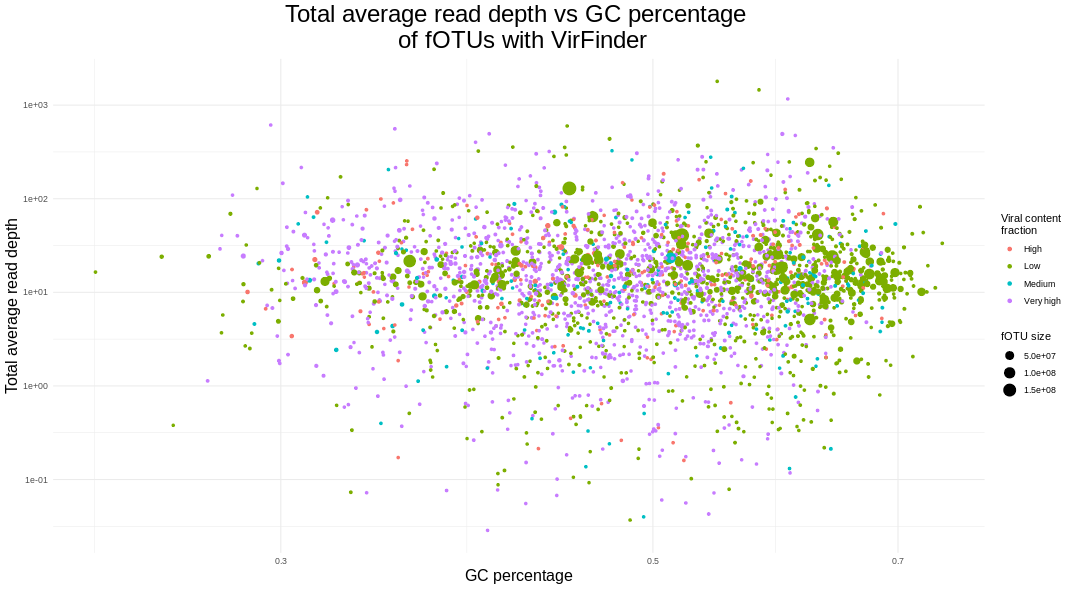 Total average read depth vs GC percentage
of fOTUs with VirFinder
Total average read depth
1e+03
1e+02
1e+01
1e+00
1e-01
0.3
0.5
0.7
GC percentage
Viral content
fraction
High
Low
Medium
Very high
fOTU size
5.0e+07
1.0e+08
1.5e+08